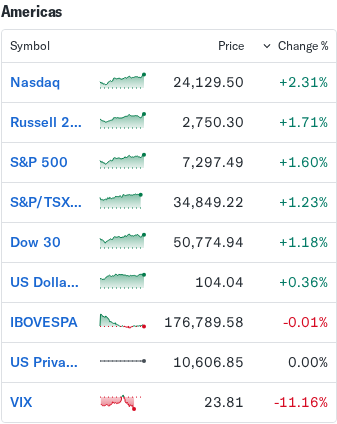 Americas
Symbol Price Change %
Nasdaq 24,129.50 +2.31%
Russell 2... 2,750.30 +1.71%
S&P 500 7,297.49 +1.60%
S&P/TSX... 34,849.22 +1.23%
Dow 30 50,774.94 +1.18%
US Dolla... 104.04 +0.36%
IBOVESPA 176,789.58 -0.01%
US Priva... 10,606.85 0.00%
VIX 23.81 -11.16%